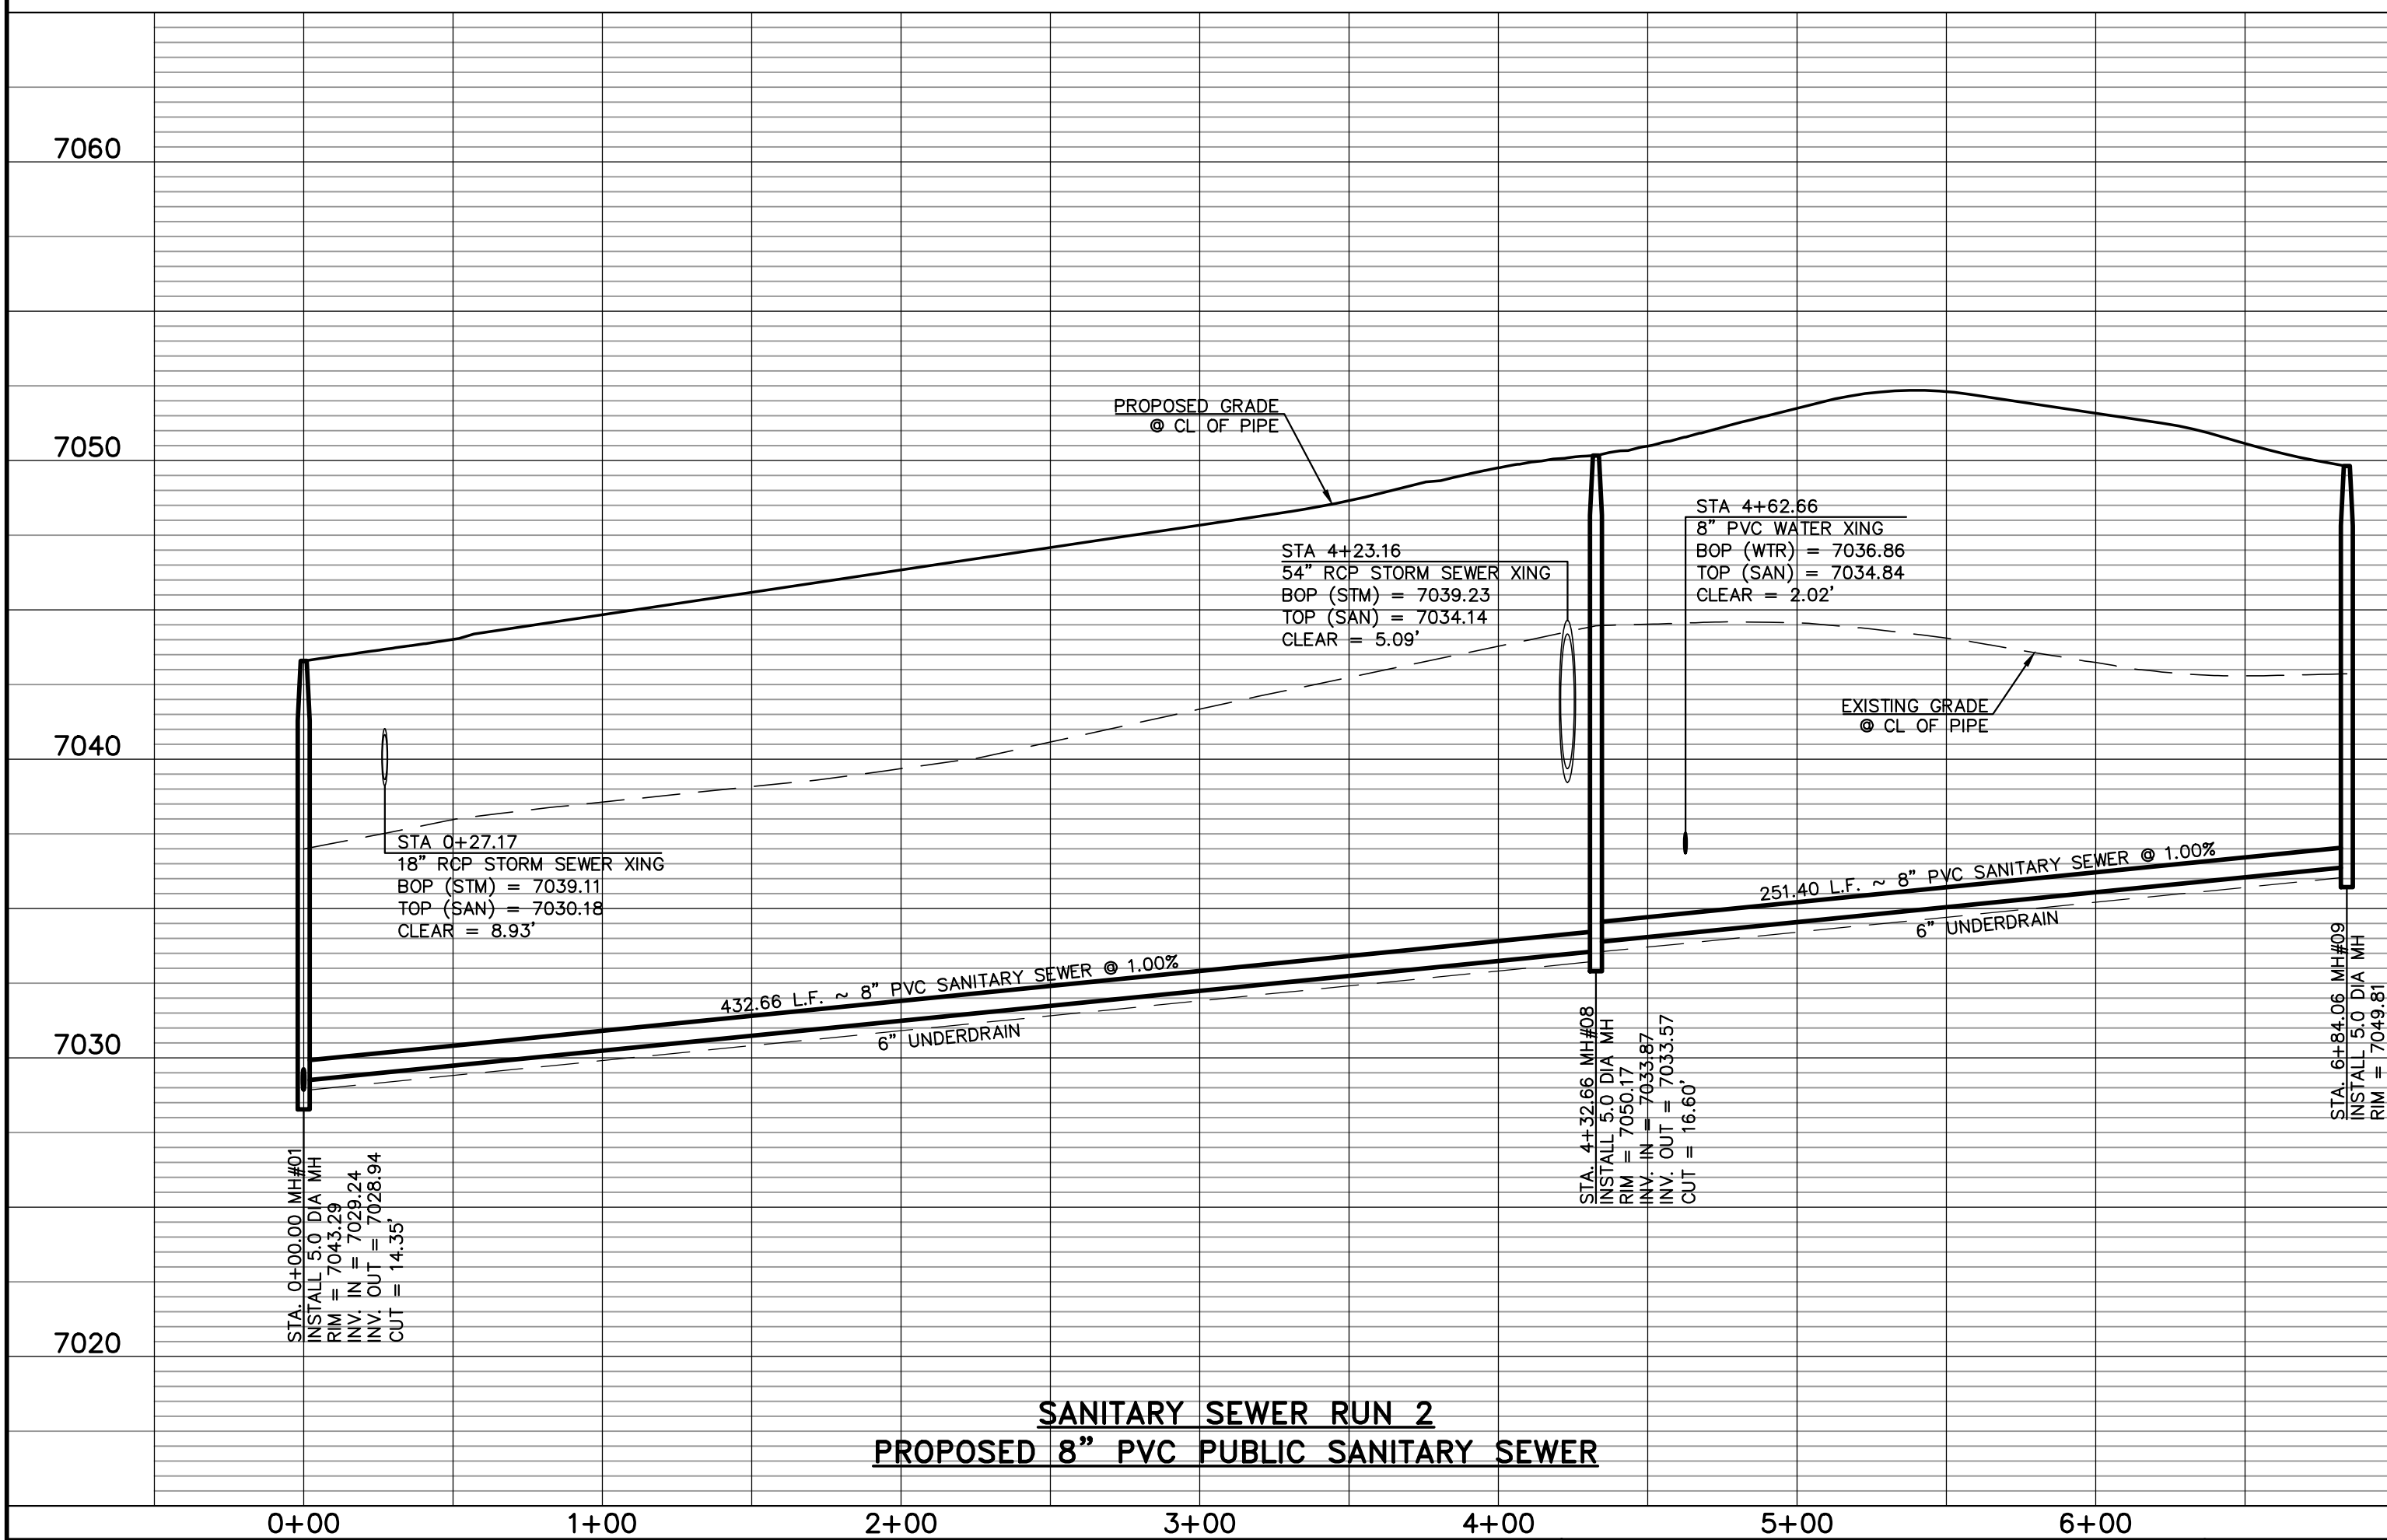 7060
7050
7040
7030
7020
PROPOSED GRADE
@ CL OF PIPE
STA 4+23.16
54" RCP STORM SEWER XING
BOP (STM) = 7039.23
TOP (SAN) = 7034.14
CLEAR = 5.09'
STA 4+62.66
8" PVC WATER XING
BOP (WTR) = 7036.86
TOP (SAN) = 7034.84
CLEAR = 2.02'
EXISTING GRADE
@ CL OF PIPE
STA 0+27.17
18" RCP STORM SEWER XING
BOP (STM) = 7039.11
TOP (SAN) = 7030.18
CLEAR = 8.93'
432.66 L.F. ~ 8" PVC SANITARY SEWER @ 1.00%
6" UNDERDRAIN
251.40 L.F. ~ 8" PVC SANITARY SEWER @ 1.00%
6" UNDERDRAIN
STA. 0+00.00 MH#01
INSTALL 5.0 DIA MH
RIM = 7043.29
INV. IN = 7029.24
INV. OUT = 7028.94
CUT = 14.35'
STA. 4+32.66 MH#08
INSTALL 5.0 DIA MH
RIM = 7050.17
INV. IN = 7033.87
INV. OUT = 7033.57
CUT = 16.60'
STA. 6+84.06 MH#09
INSTALL 5.0 DIA MH
RIM = 7049.81
SANITARY SEWER RUN 2
PROPOSED 8" PVC PUBLIC SANITARY SEWER
0+00
1+00
2+00
3+00
4+00
5+00
6+00